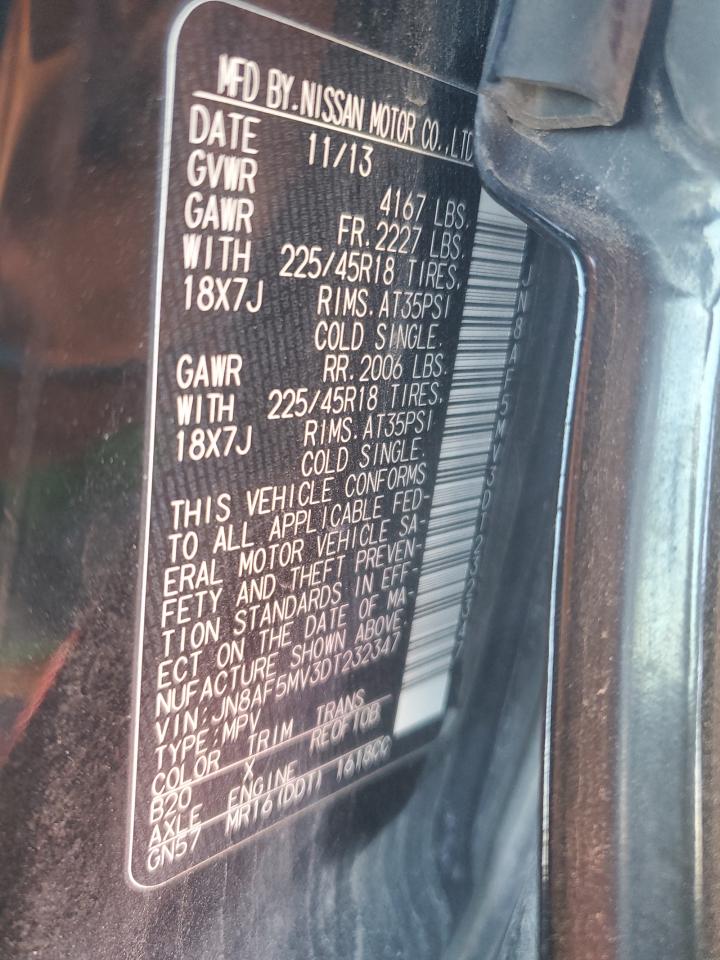 MFD BY.NISSAN MOTOR CO.,LTD
DATE 11/13
GVWR 4167 LBS.
GAWR FR.2227 LBS.
WITH 225/45R18 TIRES,
18X7J RIMS.AT35PSI
COLD SINGLE.
GAWR RR.2006 LBS.
WITH 225/45R18 TIRES,
18X7J RIMS.AT35PSI
COLD SINGLE.
THIS VEHICLE CONFORMS
TO ALL APPLICABLE FED-
ERAL MOTOR VEHICLE SA-
FETY AND THEFT PREVEN-
TION STANDARDS IN EFF-
ECT ON THE DATE OF MA-
NUFACTURE SHOWN ABOVE.
VIN:JN8AF5MV3DT232347
TYPE:MPV
COLOR TRIM TRANS
B20 X RE0F10B
AXLE ENGINE
GN57 MR16(DDT) 1618CC
JN8AF5MV3DT232347